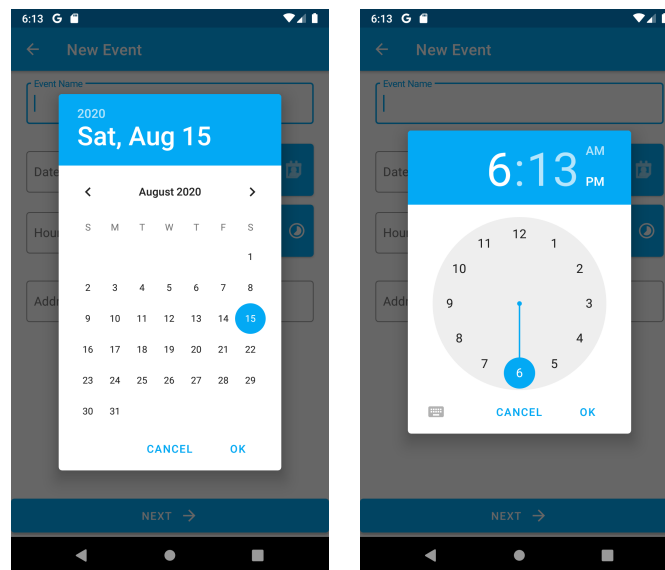 6:13 G
New Event
Event Name
2020
Sat, Aug 15
Date
August 2020
S M T W T F S
1
2 3 4 5 6 7 8
9 10 11 12 13 14 15
16 17 18 19 20 21 22
23 24 25 26 27 28 29
30 31
Hou
Addr
CANCEL OK
NEXT
6:13 G
New Event
Event Name
6:13 AM PM
Date
Hou
Addr
12
11 1
10 2
9 3
8 4
7 5
6
CANCEL OK
NEXT